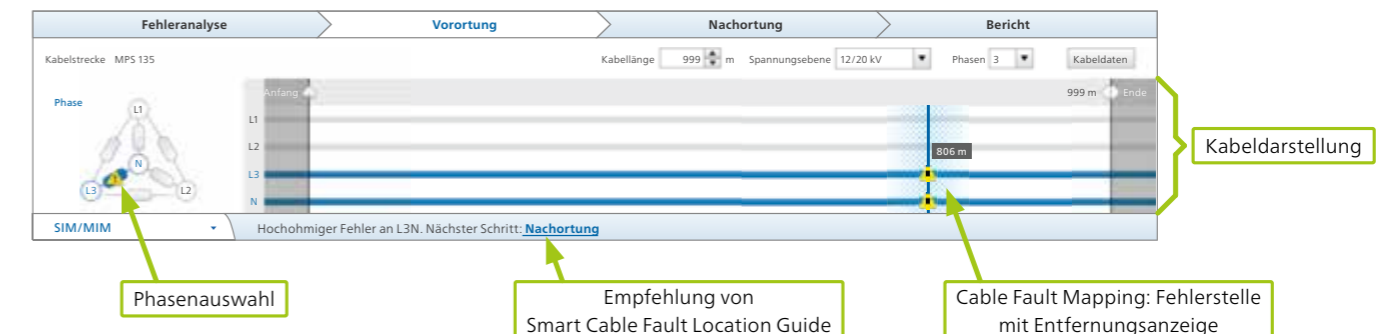 Fehleranalyse Vorortung Nachortung Bericht
Kabelstrecke MPS 135 Kabellänge 999 m Spannungsebene 12/20 kV Phasen 3 Kabeldaten
Anfang 999 m Ende
Phase
L1
L1
L2
806 m
Kabeldarstellung
N
L3
L3 L2
N
SIM/MIM Hochohmiger Fehler an L3N. Nächster Schritt: Nachortung
Phasenauswahl
Empfehlung von
Smart Cable Fault Location Guide
Cable Fault Mapping: Fehlerstelle
mit Entfernungsanzeige